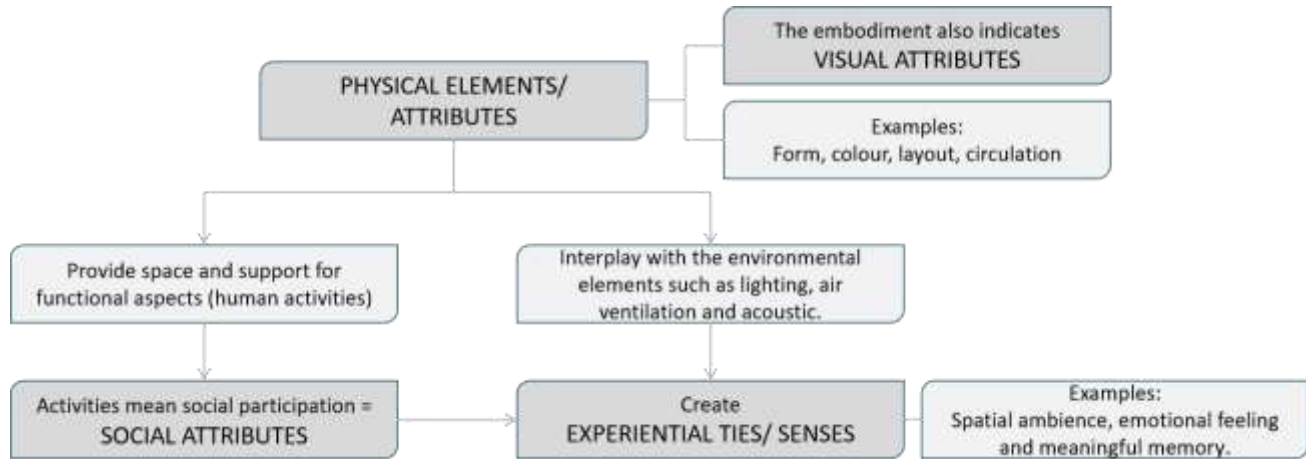 The embodiment also indicates
VISUAL ATTRIBUTES
PHYSICAL ELEMENTS/
ATTRIBUTES
Examples:
Form, colour, layout, circulation
Provide space and support for
functional aspects (human activities)
Interplay with the environmental
elements such as lighting, air
ventilation and acoustic.
Activities mean social participation =
SOCIAL ATTRIBUTES
Create
EXPERIENTIAL TIES/ SENSES
Examples:
Spatial ambience, emotional feeling
and meaningful memory.